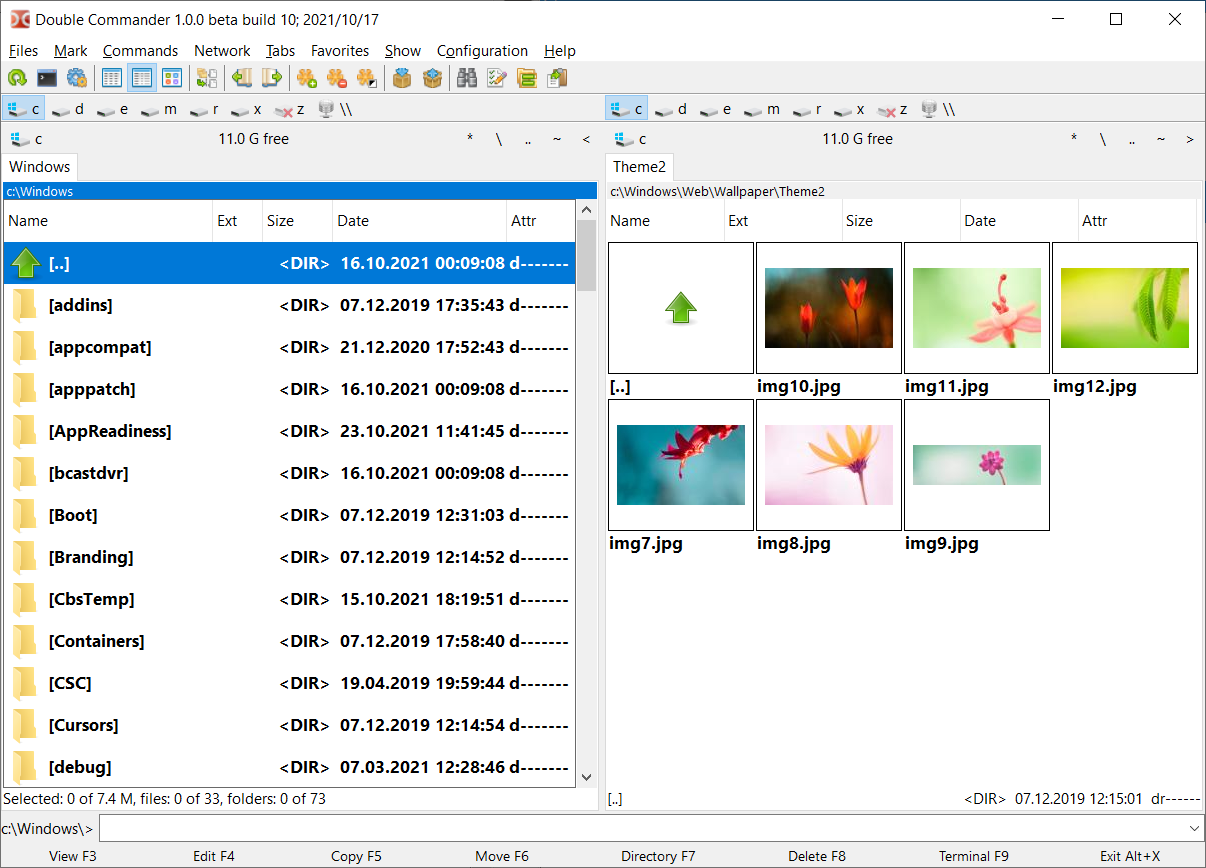 Double Commander 1.0.0 beta build 10; 2021/10/17
Files Mark Commands Network Tabs Favorites Show Configuration Help
c d e m r x z \\ c d e m r x z \\
c 11.0 G free * \ .. ~ < c 11.0 G free * \ .. ~ >
Windows
c:\Windows
Name Ext Size Date Attr
[..] <DIR> 16.10.2021 00:09:08 d-------
[addins] <DIR> 07.12.2019 17:35:43 d-------
[appcompat] <DIR> 21.12.2020 17:52:43 d-------
[apppatch] <DIR> 16.10.2021 00:09:08 d-------
[AppReadiness] <DIR> 23.10.2021 11:41:45 d-------
[bcastdvr] <DIR> 16.10.2021 00:09:08 d-------
[Boot] <DIR> 07.12.2019 12:31:03 d-------
[Branding] <DIR> 07.12.2019 12:14:52 d-------
[CbsTemp] <DIR> 15.10.2021 18:19:51 d-------
[Containers] <DIR> 07.12.2019 17:58:40 d-------
[CSC] <DIR> 19.04.2019 19:59:44 d-------
[Cursors] <DIR> 07.12.2019 12:14:54 d-------
[debug] <DIR> 07.03.2021 12:28:46 d-------
Selected: 0 of 7.4 M, files: 0 of 33, folders: 0 of 73
Theme2
c:\Windows\Web\Wallpaper\Theme2
Name Ext Size Date Attr
[..] img10.jpg img11.jpg img12.jpg
img7.jpg img8.jpg img9.jpg
[..] <DIR> 07.12.2019 12:15:01 dr------
c:\Windows\>
View F3 Edit F4 Copy F5 Move F6 Directory F7 Delete F8 Terminal F9 Exit Alt+X